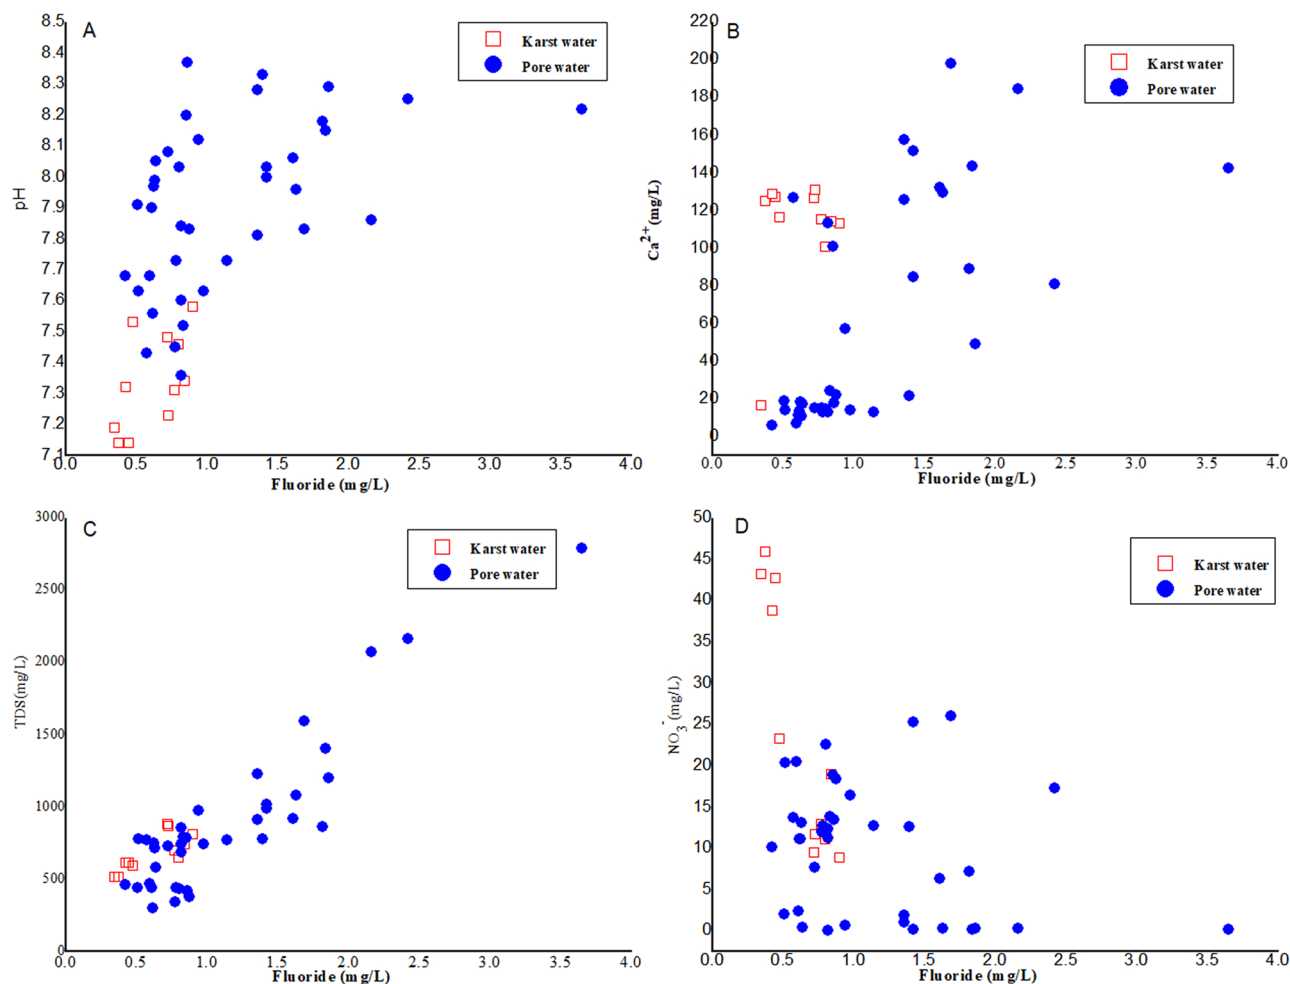 A
8.5
8.4
8.3
8.2
8.1
8.0
7.9
7.8
7.7
7.6
7.5
7.4
7.3
7.2
7.1
pH
Karst water
Pore water
0.0 0.5 1.0 1.5 2.0 2.5 3.0 3.5 4.0
Fluoride (mg/L)
B
220
200
180
160
140
120
100
80
60
40
20
0
Ca2+ (mg/L)
Karst water
Pore water
0.0 0.5 1.0 1.5 2.0 2.5 3.0 3.5 4.0
Fluoride (mg/L)
C
3000
2500
2000
1500
1000
500
0
TDS(mg/L)
Karst water
Pore water
0.0 0.5 1.0 1.5 2.0 2.5 3.0 3.5 4.0
Fluoride (mg/L)
D
50
45
40
35
30
25
20
15
10
5
0
NO3- (mg/L)
Karst water
Pore water
0.0 0.5 1.0 1.5 2.0 2.5 3.0 3.5 4.0
Fluoride (mg/L)